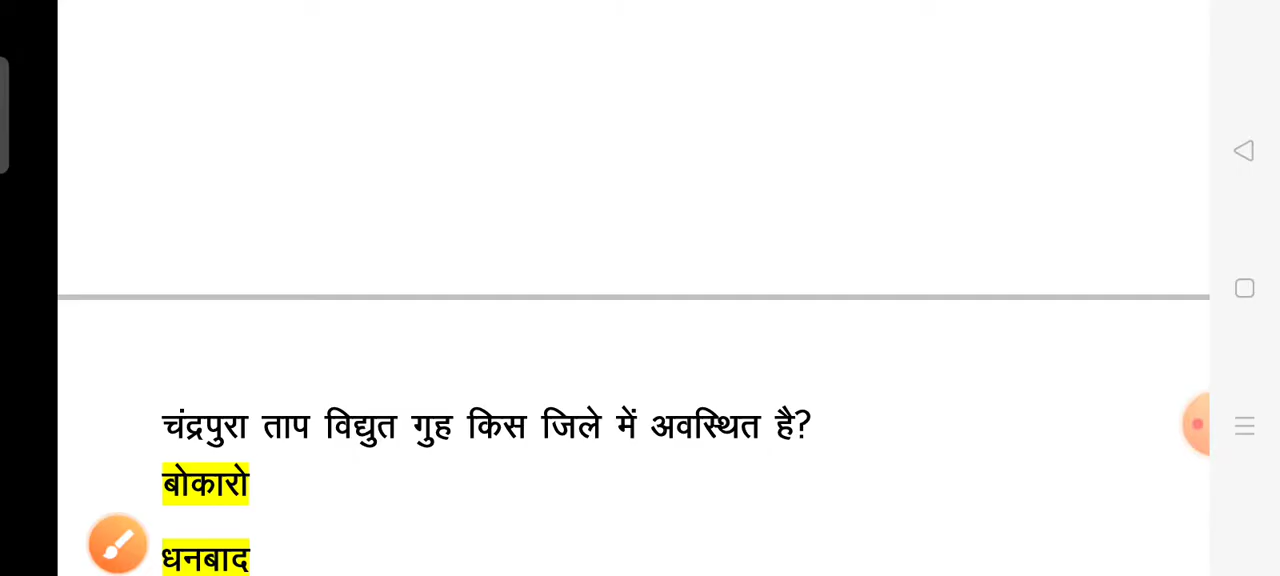 चंद्रपुरा ताप विद्युत गुह किस जिले में अवस्थित है?
बोकारो
धनबाद